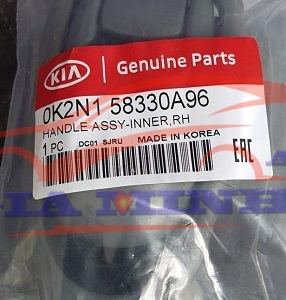 KIA Genuine Parts
0K2N1 58330A96
HANDLE ASSY-INNER,RH
1 PC DC01 SJRU MADE IN KOREA
EAC